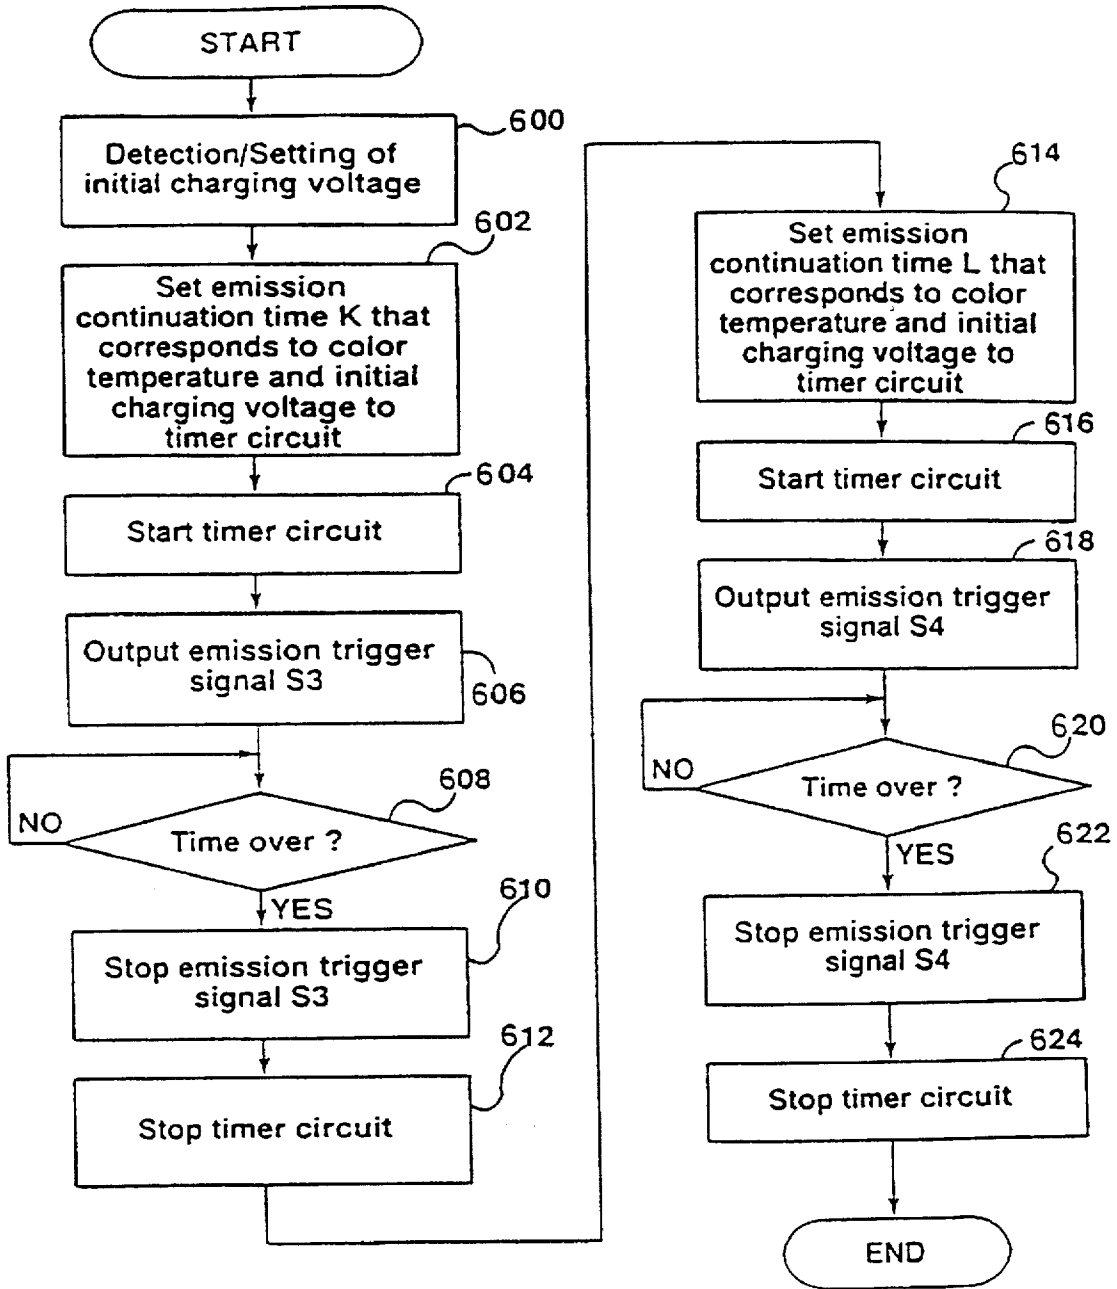 START
600
Detection/Setting of
initial charging voltage
602
Set emission
continuation time K that
corresponds to color
temperature and initial
charging voltage to
timer circuit
604
Start timer circuit
Output emission trigger
signal S3
606
608
NO
Time over ?
YES
610
Stop emission trigger
signal S3
612
Stop timer circuit
614
Set emission
continuation time L that
corresponds to color
temperature and initial
charging voltage to
timer circuit
616
Start timer circuit
618
Output emission trigger
signal S4
620
NO
Time over ?
YES
622
Stop emission trigger
signal S4
624
Stop timer circuit
END